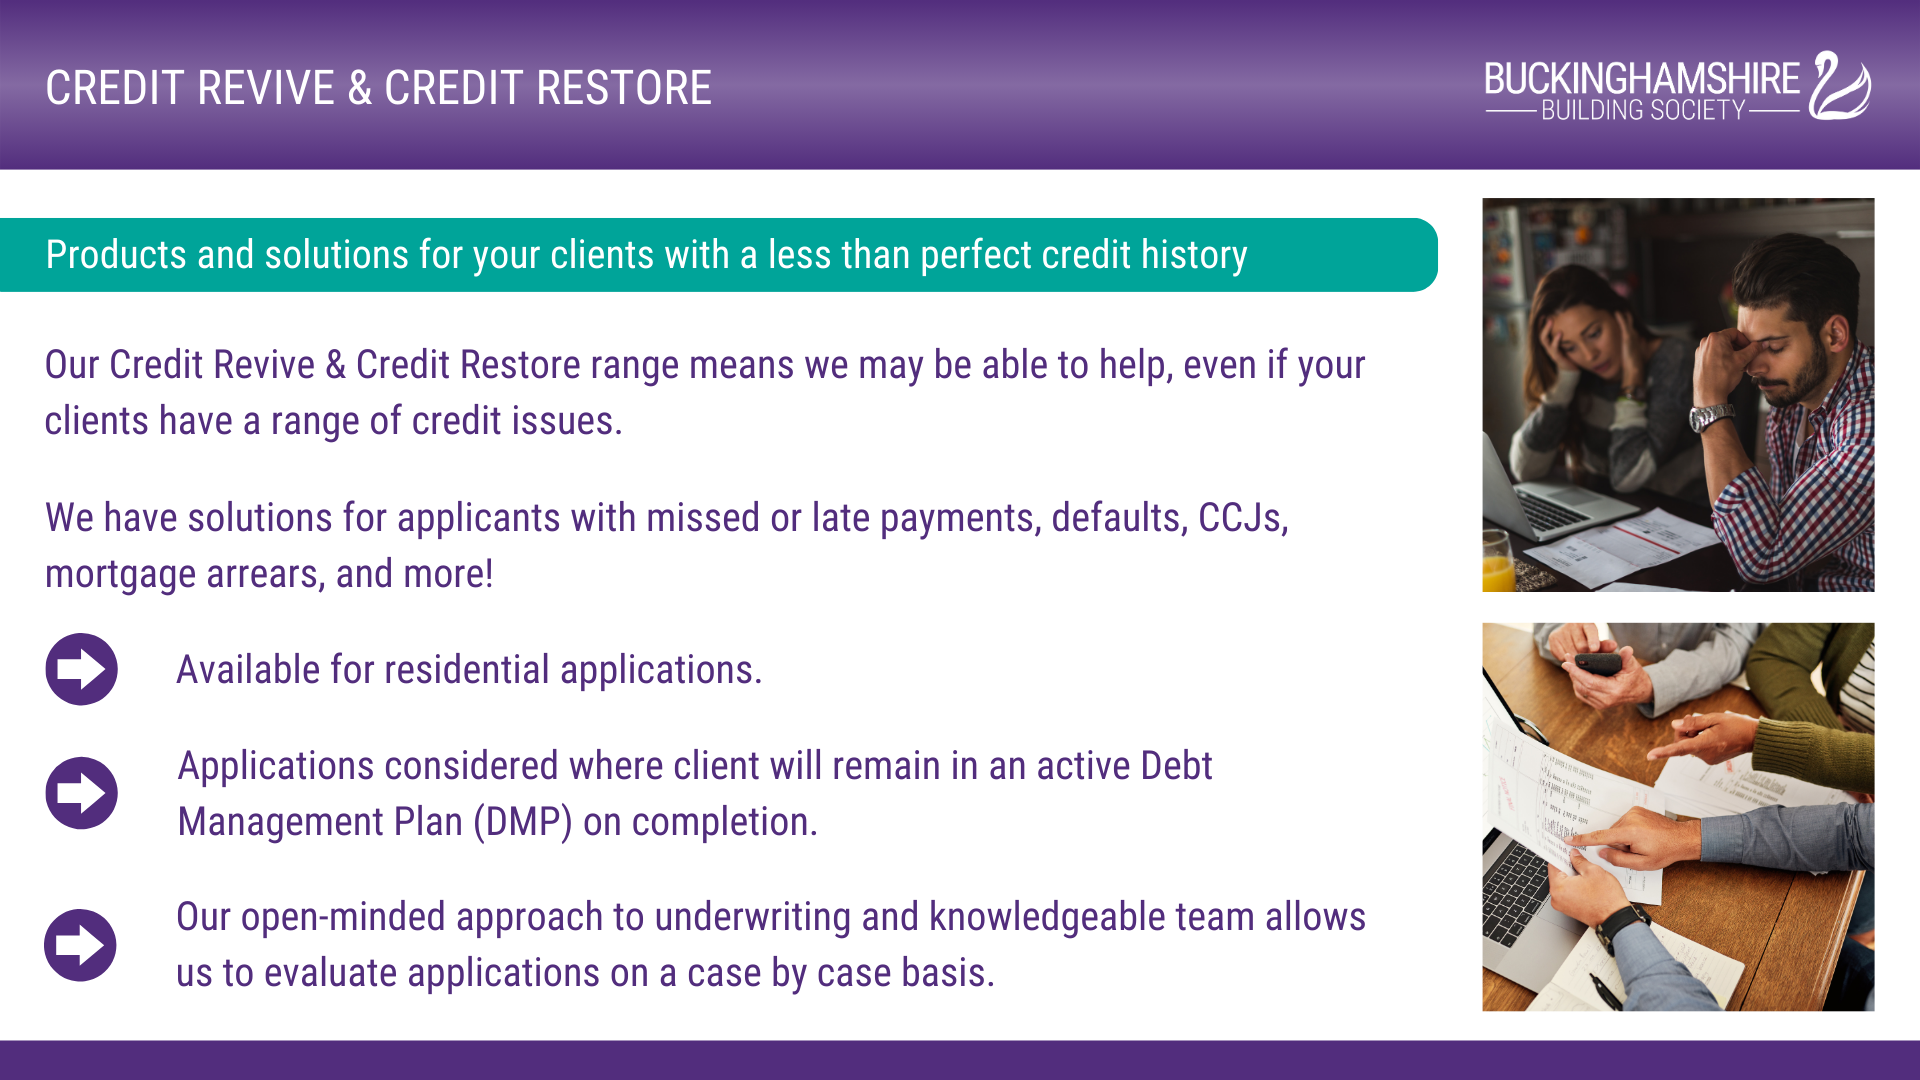 CREDIT REVIVE & CREDIT RESTORE
BUCKINGHAMSHIRE
BUILDING SOCIETY
Products and solutions for your clients with a less than perfect credit history
Our Credit Revive & Credit Restore range means we may be able to help, even if your
clients have a range of credit issues.
We have solutions for applicants with missed or late payments, defaults, CCJs,
mortgage arrears, and more!
Available for residential applications.
Applications considered where client will remain in an active Debt
Management Plan (DMP) on completion.
Our open-minded approach to underwriting and knowledgeable team allows
us to evaluate applications on a case by case basis.